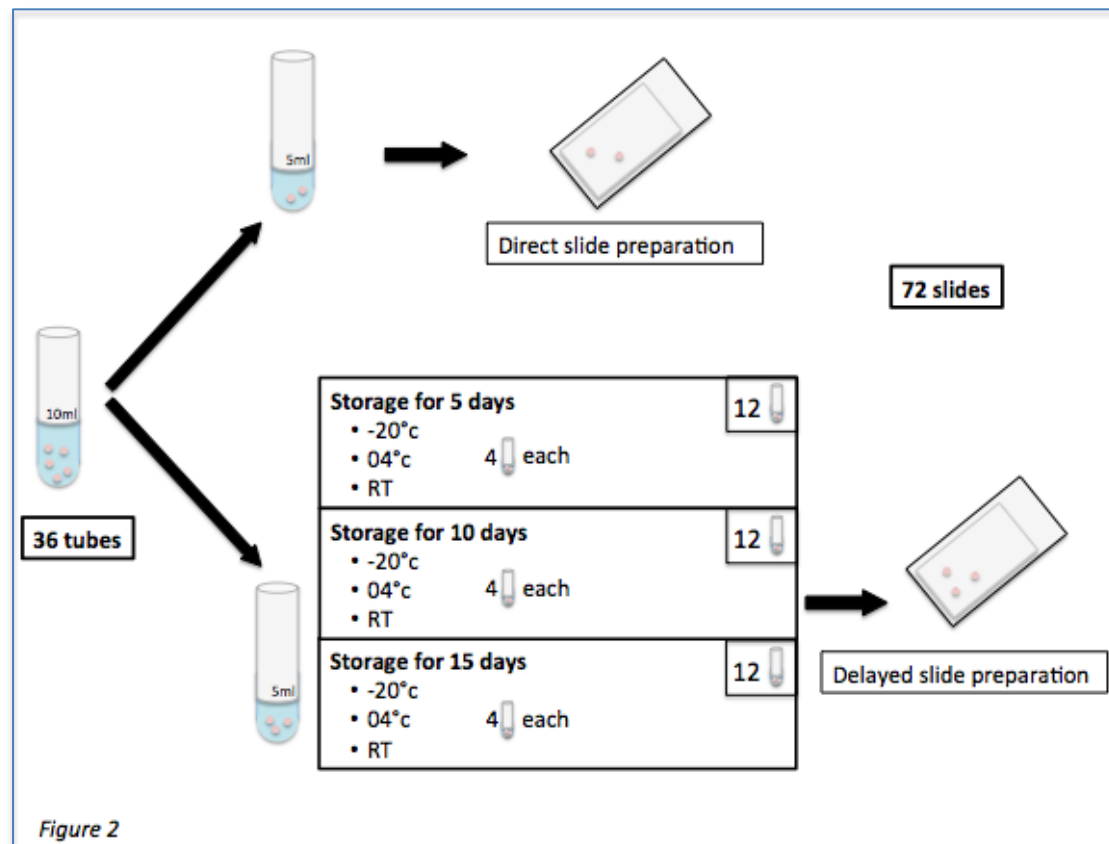 5ml
Direct slide preparation
72 slides
10ml
36 tubes
Storage for 5 days
12
• -20°c
• 04°c 4 each
• RT
Storage for 10 days
12
• -20°c
• 04°c 4 each
• RT
Storage for 15 days
12
• -20°c
• 04°c 4 each
• RT
5ml
Delayed slide preparation
Figure 2